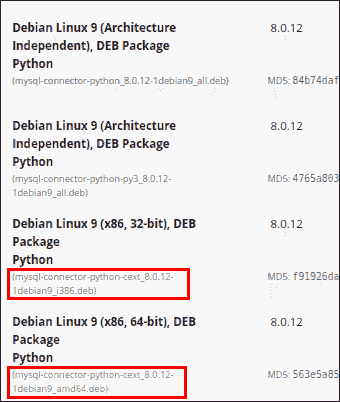 Debian Linux 9 (Architecture 8.0.12
Independent), DEB Package
Python
(mysql-connector-python_8.0.12-1debian9_all.deb) MD5: 84b74daf
Debian Linux 9 (Architecture 8.0.12
Independent), DEB Package
Python
(mysql-connector-python-py3_8.0.12- MD5: 4765a803
1debian9_all.deb)
Debian Linux 9 (x86, 32-bit), DEB 8.0.12
Package
Python
(mysql-connector-python-cext_8.0.12- MD5: f91926da
1debian9_i386.deb)
Debian Linux 9 (x86, 64-bit), DEB 8.0.12
Package
Python
(mysql-connector-python-cext_8.0.12- MD5: 563e5a85
1debian9_amd64.deb)